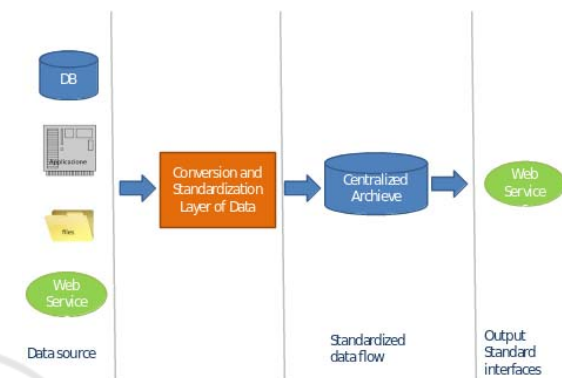 DB
Applicazione
files
Web
Service
Data source
Conversion and
Standardization
Layer of Data
Centralized
Archieve
Standardized
data flow
Web
Service
Output
Standard
interfaces